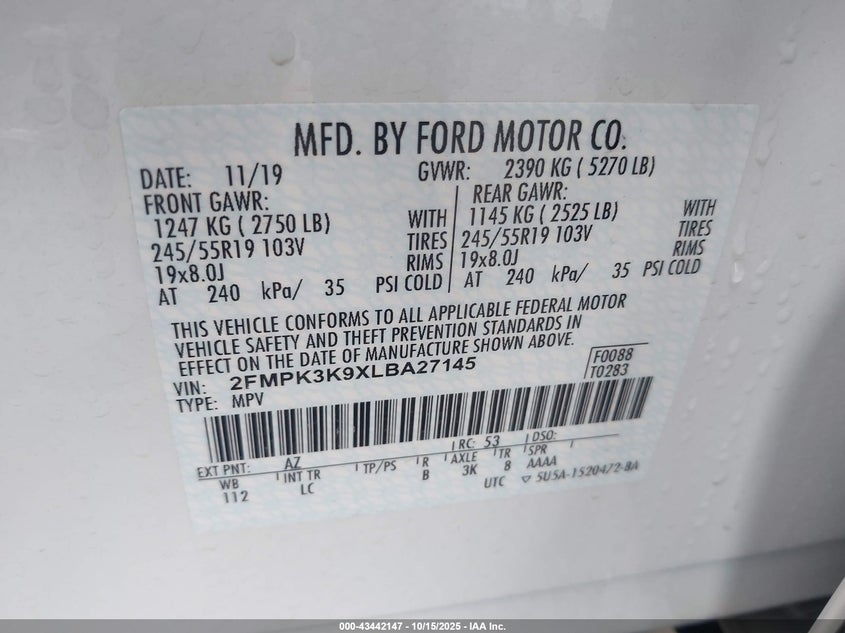 MFD. BY FORD MOTOR CO.
DATE: 11/19 GVWR: 2390 KG ( 5270 LB)
FRONT GAWR: REAR GAWR:
1247 KG ( 2750 LB) WITH 1145 KG ( 2525 LB) WITH
245/55R19 103V TIRES 245/55R19 103V TIRES
19x8.0J RIMS 19x8.0J RIMS
AT 240 kPa/ 35 PSI COLD AT 240 kPa/ 35 PSI COLD
THIS VEHICLE CONFORMS TO ALL APPLICABLE FEDERAL MOTOR
VEHICLE SAFETY AND THEFT PREVENTION STANDARDS IN
EFFECT ON THE DATE OF MANUFACTURE SHOWN ABOVE.
VIN: 2FMPK3K9XLBA27145 F0088
TYPE: MPV T0283
EXT PNT: AZ RC: 53 DSO:
WB INT TR TP/PS R AXLE TR SPR
112 LC B 3K 8 AAAA
UTC ▽ 5U5A-1520472-BA
000-43442147 - 10/15/2025 - IAA Inc.